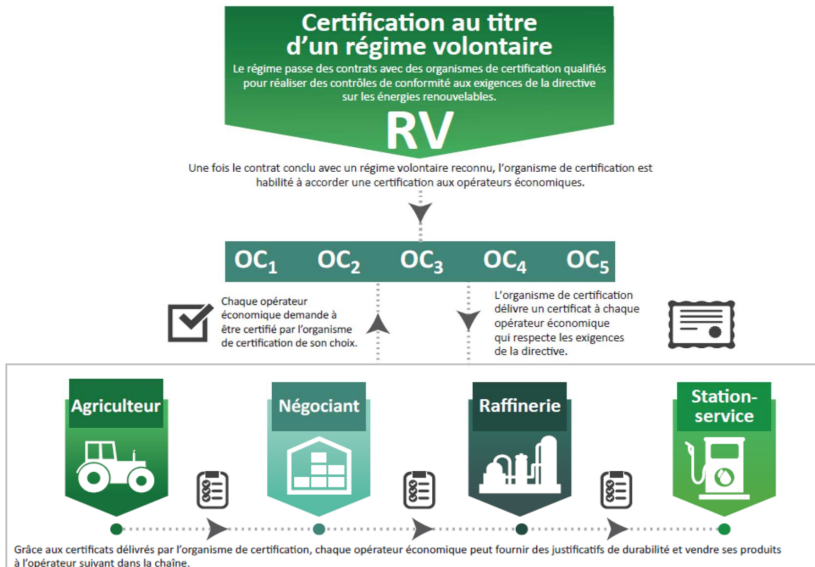 Certification au titre
d'un régime volontaire
Le régime passe des contrats avec des organismes de certification qualifiés
pour réaliser des contrôles de conformité aux exigences de la directive
sur les énergies renouvelables.
RV
Une fois le contrat conclu avec un régime volontaire reconnu, l'organisme de certification est
habilité à accorder une certification aux opérateurs économiques.
OC₁ OC₂ OC₃ OC₄ OC₅
Chaque opérateur
économique demande à
être certifié par l'organisme
de certification de son choix.
L'organisme de certification
délivre un certificat à chaque
opérateur économique
qui respecte les exigences
de la directive.
Agriculteur
Négociant
Raffinerie
Station-
service
Grâce aux certificats délivrés par l'organisme de certification, chaque opérateur économique peut fournir des justificatifs de durabilité et vendre ses produits
à l'opérateur suivant dans la chaîne.